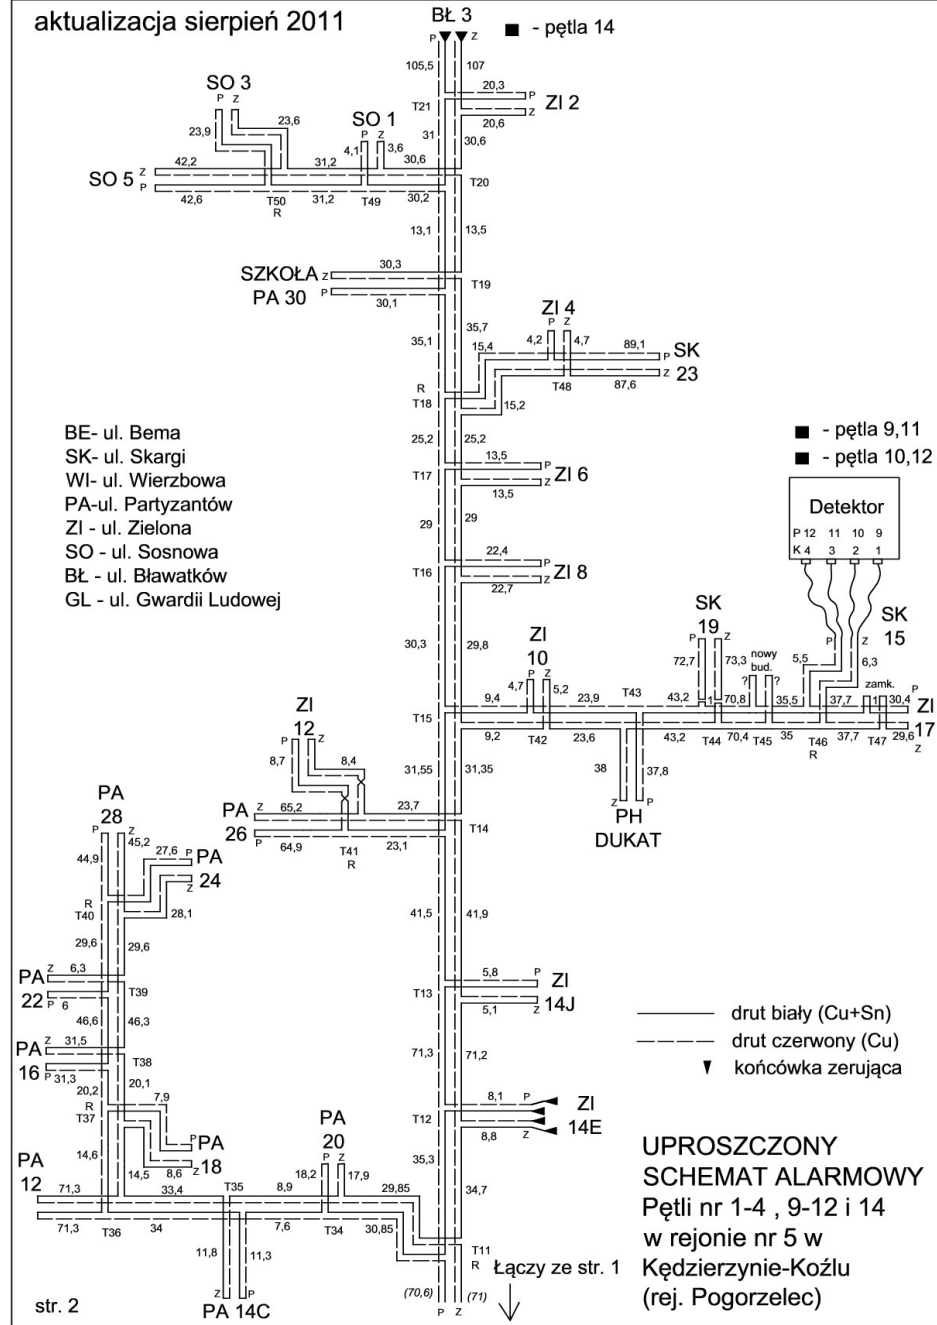 aktualizacja sierpień 2011
BŁ 3
■ - pętla 14
P Z
105,5 107
20,3 P
ZI 2
T21
20,6 Z
31 30,6
SO 3
P Z
23,9 23,6
SO 1
P Z
4,1 3,6
42,2 31,2 30,6
SO 5 Z
P
T20
42,6 T50 31,2 T49 30,2
R
13,1 13,5
SZKOŁA Z 30,3
T19
PA 30 P 30,1
35,1 35,7
ZI 4
P Z
15,4 4,2 4,7 89,1
P SK
Z 23
R
T18
T48 87,6
15,2
25,2 25,2
13,5 P
T17 ZI 6
13,5 Z
29 29
22,4 P
T16 ZI 8
22,7 Z
BE- ul. Bema
SK- ul. Skargi
WI- ul. Wierzbowa
PA-ul. Partyzantów
ZI - ul. Zielona
SO - ul. Sosnowa
BŁ - ul. Bławatków
GL - ul. Gwardii Ludowej
■ - pętla 9,11
■ - pętla 10,12
Detektor
P 12 11 10 9
K 4 3 2 1
P Z
SK
15
5,5 6,3
30,3 29,8
ZI
10
P Z
4,7 5,2
SK
19
P Z
72,7 73,3
nowy
bud.
? ?
zamk.
9,4 23,9 T43 43,2 1 70,8 35,5 37,7 1 30,4 P
ZI
17
Z
T15
9,2 T42 23,6 43,2 T44 70,4 T45 35 T46 37,7 T47 29,6
R
38 37,8
Z P
PH
DUKAT
ZI
12
P Z
8,7 8,4
31,55 31,35
PA
26
Z 65,2 23,7
T14
P 64,9 T41 23,1
R
PA
28
P Z
44,9 45,2
27,6 P
PA
24
Z
R
T40
28,1
29,6 29,6
41,5 41,9
PA
22
Z 6,3
T39
P 6
46,6 46,3
PA
16
Z 31,5
T38
P 31,3
20,2 20,1
R
T37
7,9
P
PA
18
Z
8,6
14,6 14,5
5,8 P
ZI
14J
T13
5,1 Z
71,3 71,2
8,1 P
ZI
14E
T12
8,8 Z
35,3 34,7
PA
12
71,3 33,4 T35 8,9 29,85
71,3 T36 34 7,6 T34 30,85
PA
20
P Z
18,2 17,9
11,8 11,3
Z P
PA 14C
T11
R
Łączy ze str. 1
(70,6) (71)
P Z
drut biały (Cu+Sn)
drut czerwony (Cu)
końcówka zerująca
UPROSZCZONY
SCHEMAT ALARMOWY
Pętli nr 1-4 , 9-12 i 14
w rejonie nr 5 w
Kędzierzynie-Koźlu
(rej. Pogorzelec)
str. 2